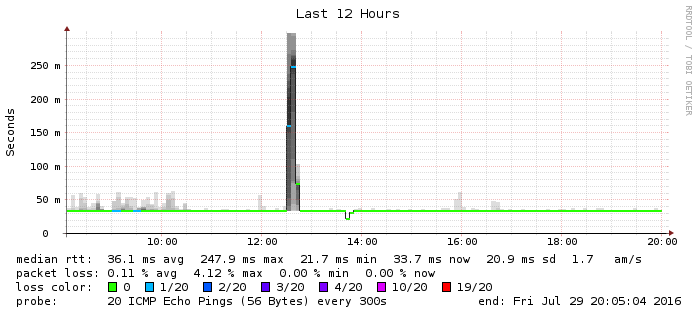 Last 12 Hours
RRDTOOL / TOBI OETIKER
Seconds
250 m
200 m
150 m
100 m
50 m
0
10:00 12:00 14:00 16:00 18:00 20:00
median rtt: 36.1 ms avg 247.9 ms max 21.7 ms min 33.7 ms now 20.9 ms sd 1.7 am/s
packet loss: 0.11 % avg 4.12 % max 0.00 % min 0.00 % now
loss color: 0 1/20 2/20 3/20 4/20 10/20 19/20
probe: 20 ICMP Echo Pings (56 Bytes) every 300s end: Fri Jul 29 20:05:04 2016